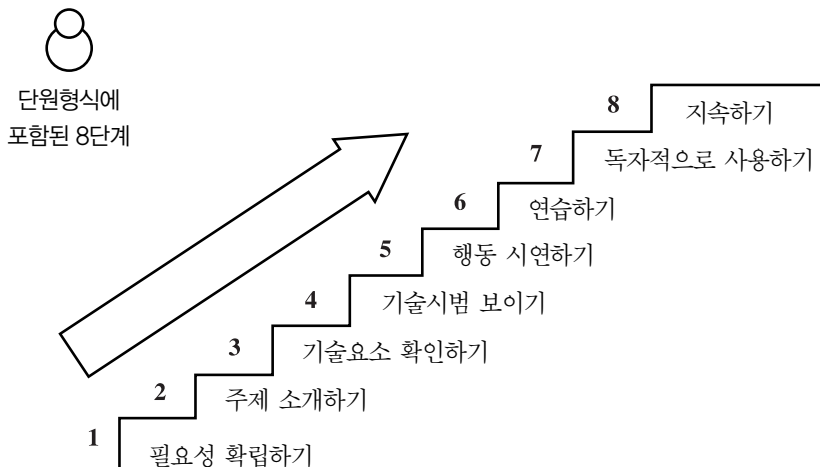 단원형식에
포함된 8단계
8 지속하기
7 독자적으로 사용하기
6 연습하기
5 행동 시연하기
4 기술시범 보이기
3 기술요소 확인하기
2 주제 소개하기
1 필요성 확립하기